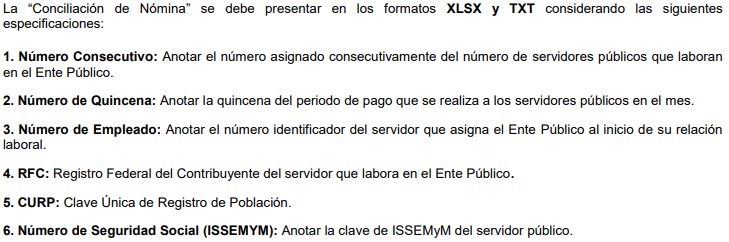 La “Conciliación de Nómina” se debe presentar en los formatos XLSX y TXT considerando las siguientes
especificaciones:
1. Número Consecutivo: Anotar el número asignado consecutivamente del número de servidores públicos que laboran
en el Ente Público.
2. Número de Quincena: Anotar la quincena del periodo de pago que se realiza a los servidores públicos en el mes.
3. Número de Empleado: Anotar el número identificador del servidor que asigna el Ente Público al inicio de su relación
laboral.
4. RFC: Registro Federal del Contribuyente del servidor que labora en el Ente Público.
5. CURP: Clave Única de Registro de Población.
6. Número de Seguridad Social (ISSEMYM): Anotar la clave de ISSEMyM del servidor público.